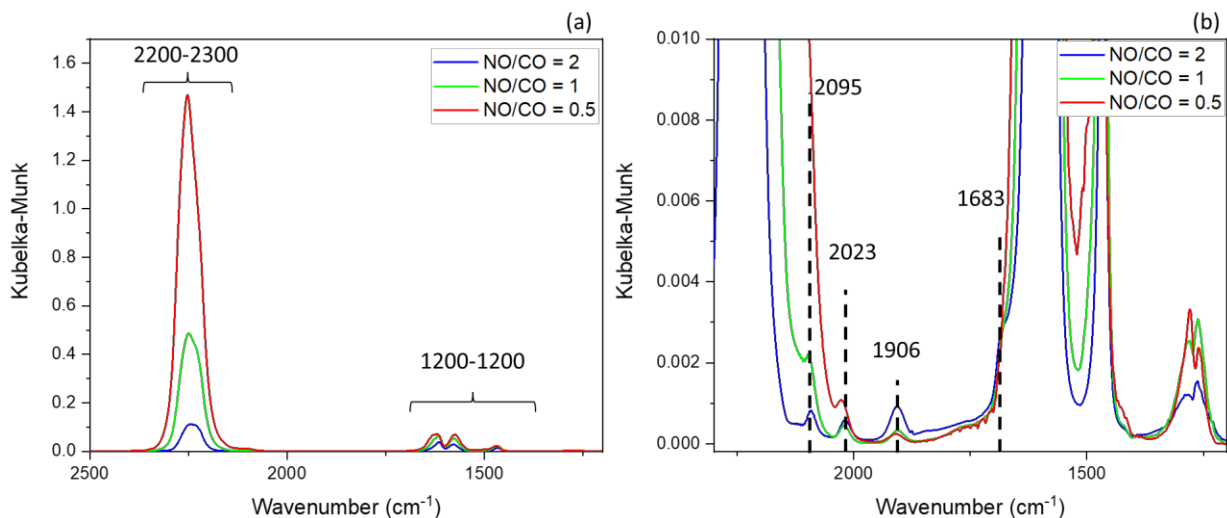 (a)
2200-2300
NO/CO = 2
NO/CO = 1
NO/CO = 0.5
1200-1200
Kubelka-Munk
1.6
1.4
1.2
1.0
0.8
0.6
0.4
0.2
0.0
2500
2000
1500
Wavenumber (cm⁻¹)
(b)
NO/CO = 2
NO/CO = 1
NO/CO = 0.5
2095
2023
1906
1683
Kubelka-Munk
0.010
0.008
0.006
0.004
0.002
0.000
2000
1500
Wavenumber (cm⁻¹)